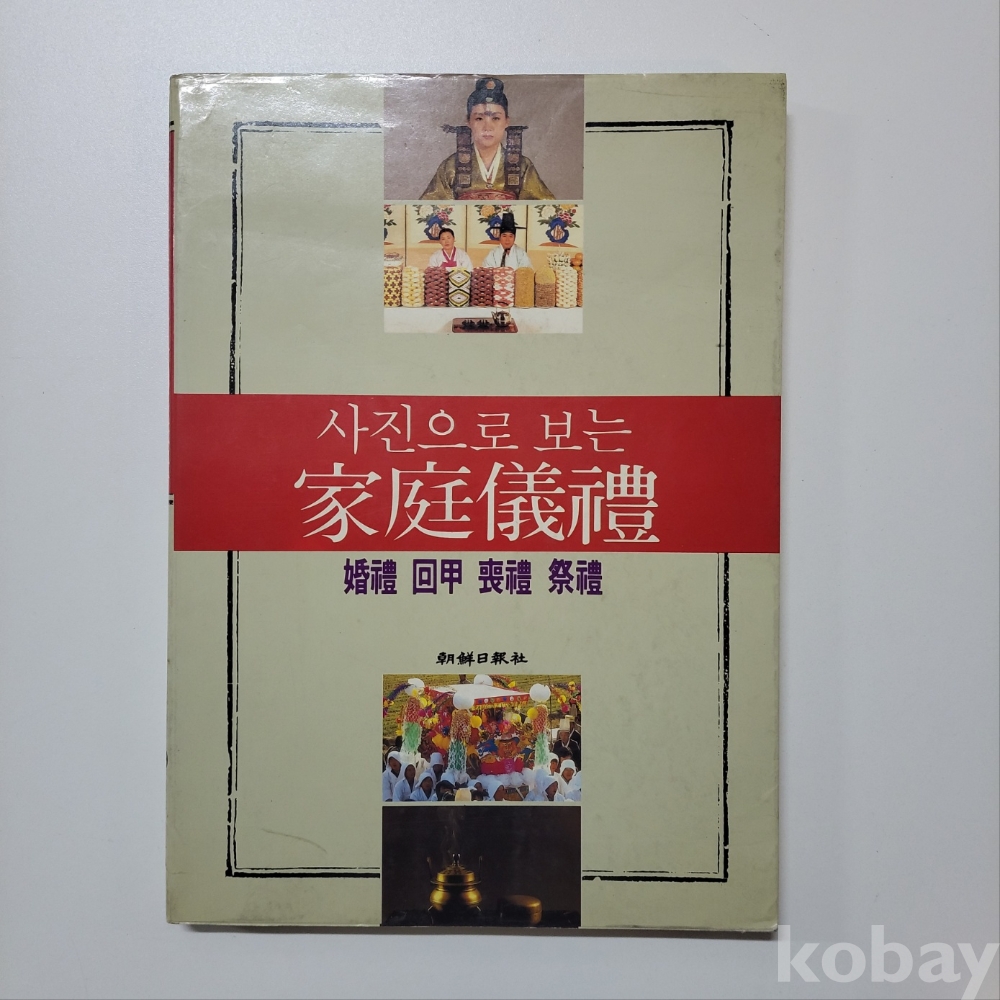 사진으로 보는
家庭儀禮
婚禮 回甲 喪禮 祭禮
朝鮮日報社
kobay